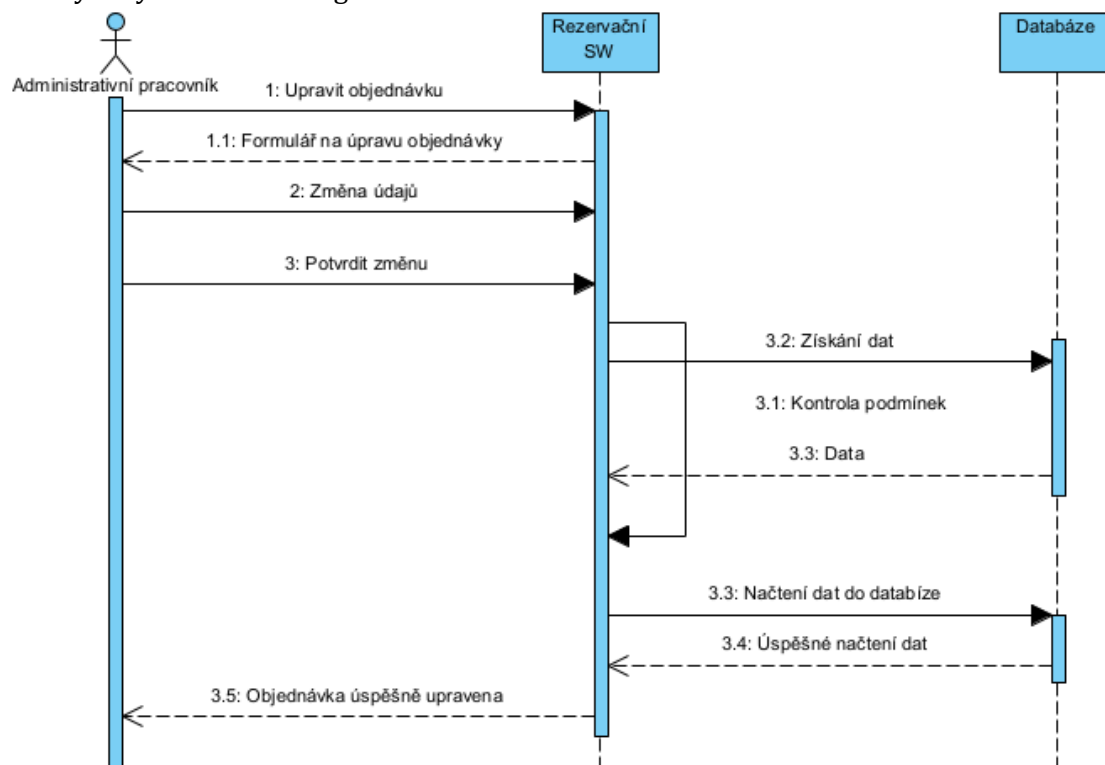 Rezervační
SW
Databáze
Administrativní pracovník
1: Upravit objednávku
1.1: Formulář na úpravu objednávky
2: Změna údajů
3: Potvrdit změnu
3.2: Získání dat
3.1: Kontrola podmínek
3.3: Data
3.3: Načtení dat do databíze
3.4: Úspěšné načtení dat
3.5: Objednávka úspěšně upravena